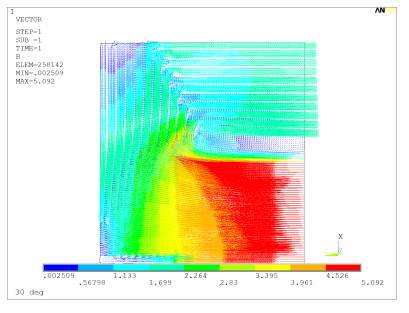 1
AN
VECTOR
STEP=1
SUB =1
TIME=1
B
ELEM=258142
MIN=.002509
MAX=5.092
X
.002509 1.133 2.264 3.395 4.526
.56798 1.699 2.83 3.961 5.092
30 deg